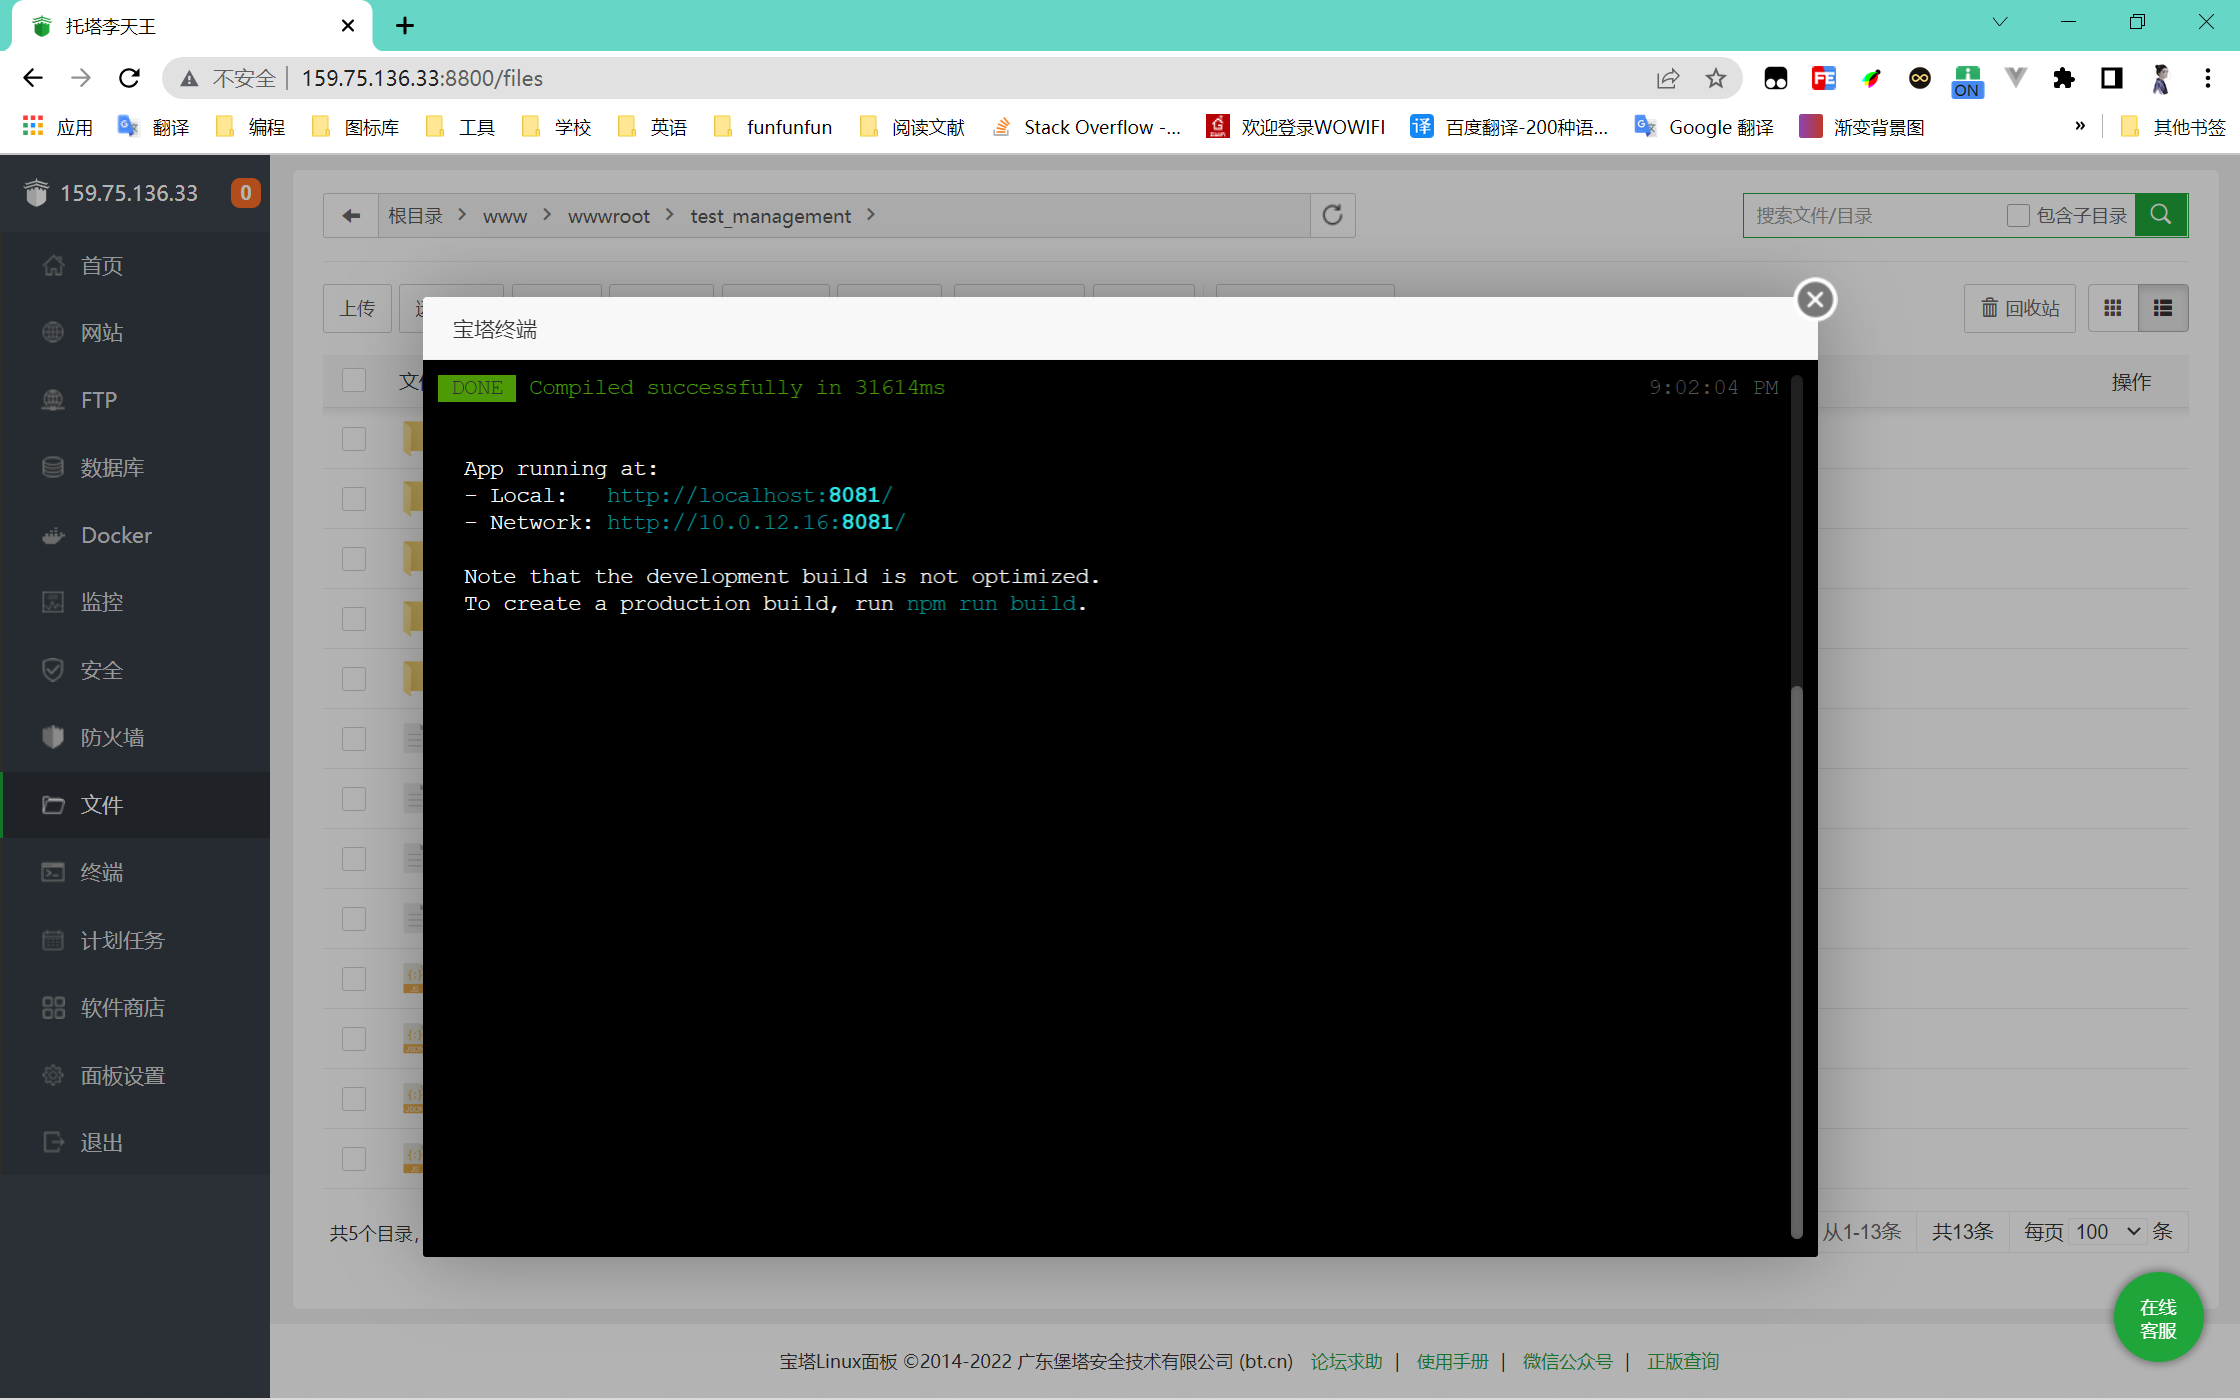 托塔李天王
不安全 159.75.136.33:8800/files
ON
应用 翻译 编程 图标库 工具 学校 英语 funfunfun 阅读文献 Stack Overflow -... 欢迎登录WOWIFI 百度翻译-200种语... Google 翻译 渐变背景图 » 其他书签
159.75.136.33 0
根目录 > www > wwwroot > test_management >
搜索文件/目录 包含子目录
首页
上传
回收站
宝塔终端
网站
DONE Compiled successfully in 31614ms 9:02:04 PM
操作
FTP
数据库
App running at:
- Local: http://localhost:8081/
- Network: http://10.0.12.16:8081/
Docker
Note that the development build is not optimized.
To create a production build, run npm run build.
监控
安全
防火墙
文件
终端
计划任务
软件商店
面板设置
退出
共5个目录,
从1-13条 共13条 每页 100 条
在线
客服
宝塔Linux面板 ©2014-2022 广东堡塔安全技术有限公司 (bt.cn) 论坛求助 | 使用手册 | 微信公众号 | 正版查询